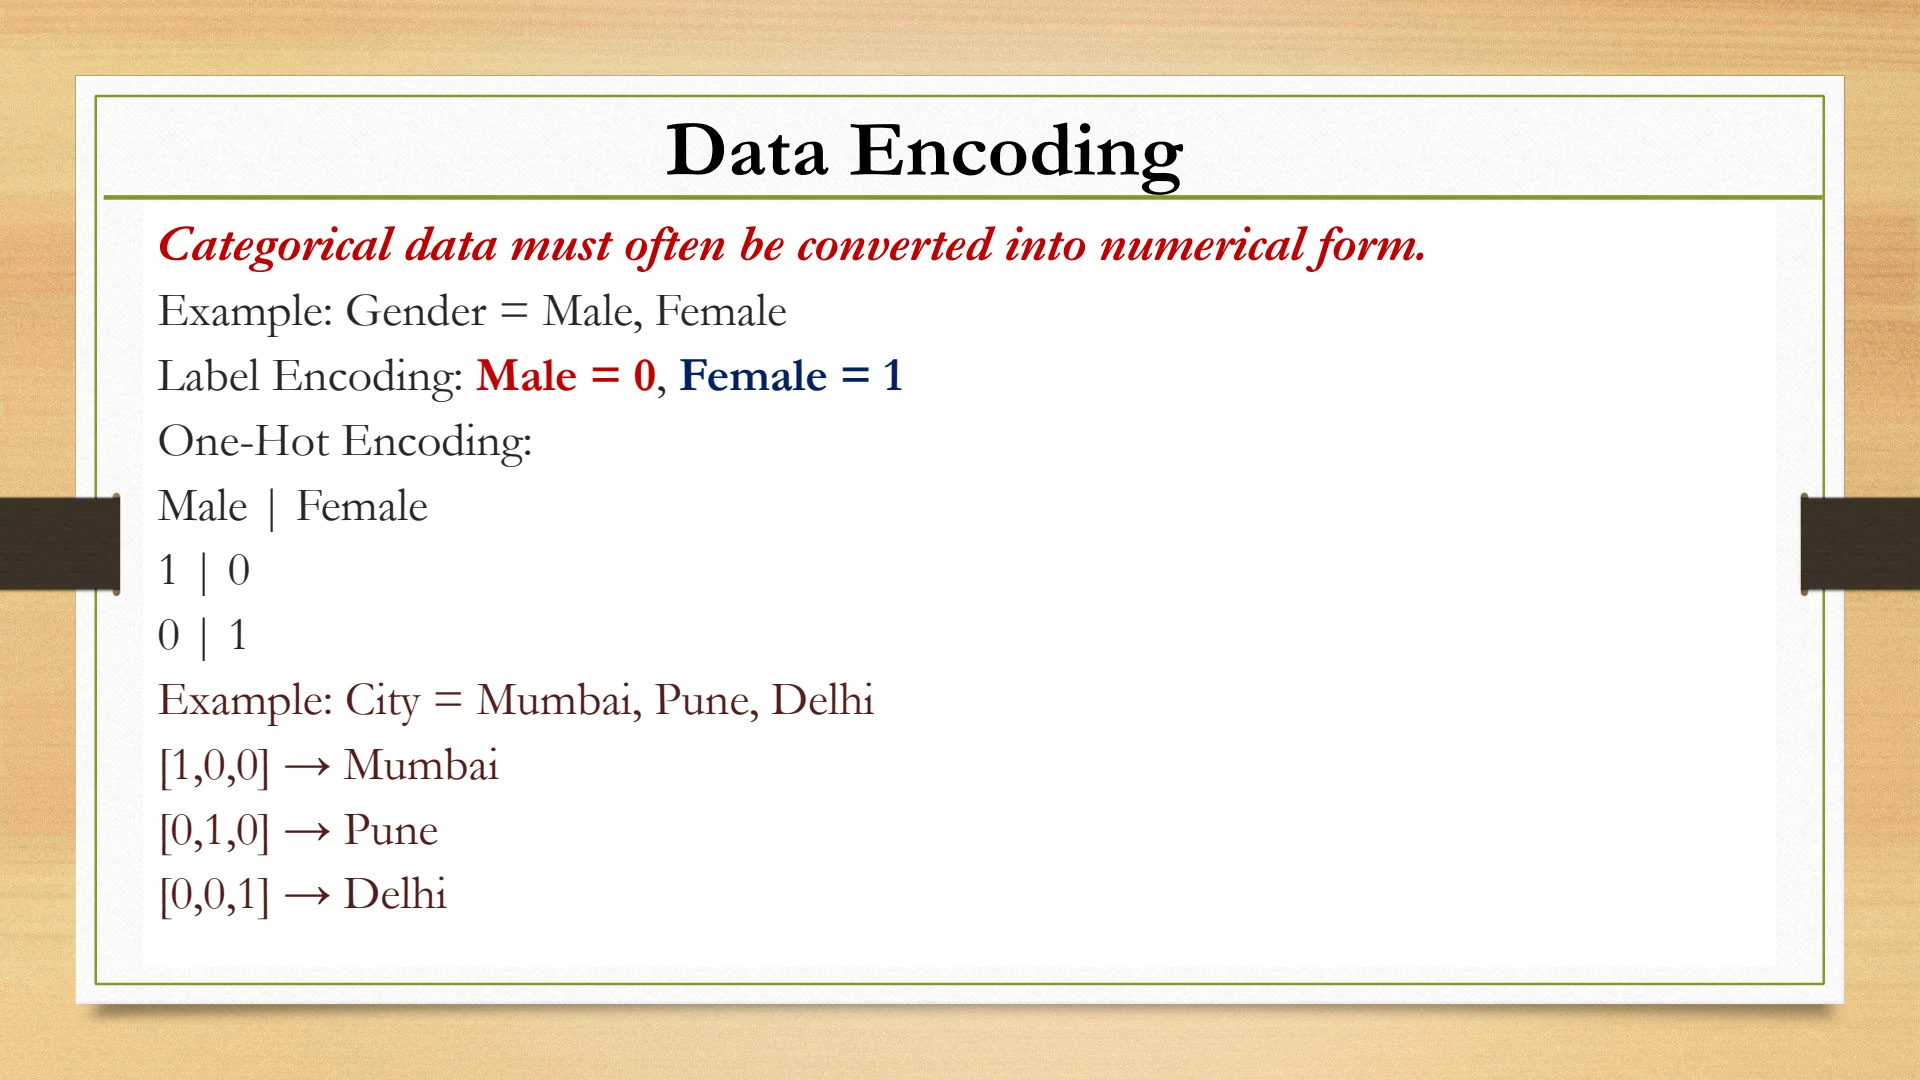 Data Encoding
Categorical data must often be converted into numerical form.
Example: Gender = Male, Female
Label Encoding: Male = 0, Female = 1
One-Hot Encoding:
Male | Female
1 | 0
0 | 1
Example: City = Mumbai, Pune, Delhi
[1,0,0] → Mumbai
[0,1,0] → Pune
[0,0,1] → Delhi